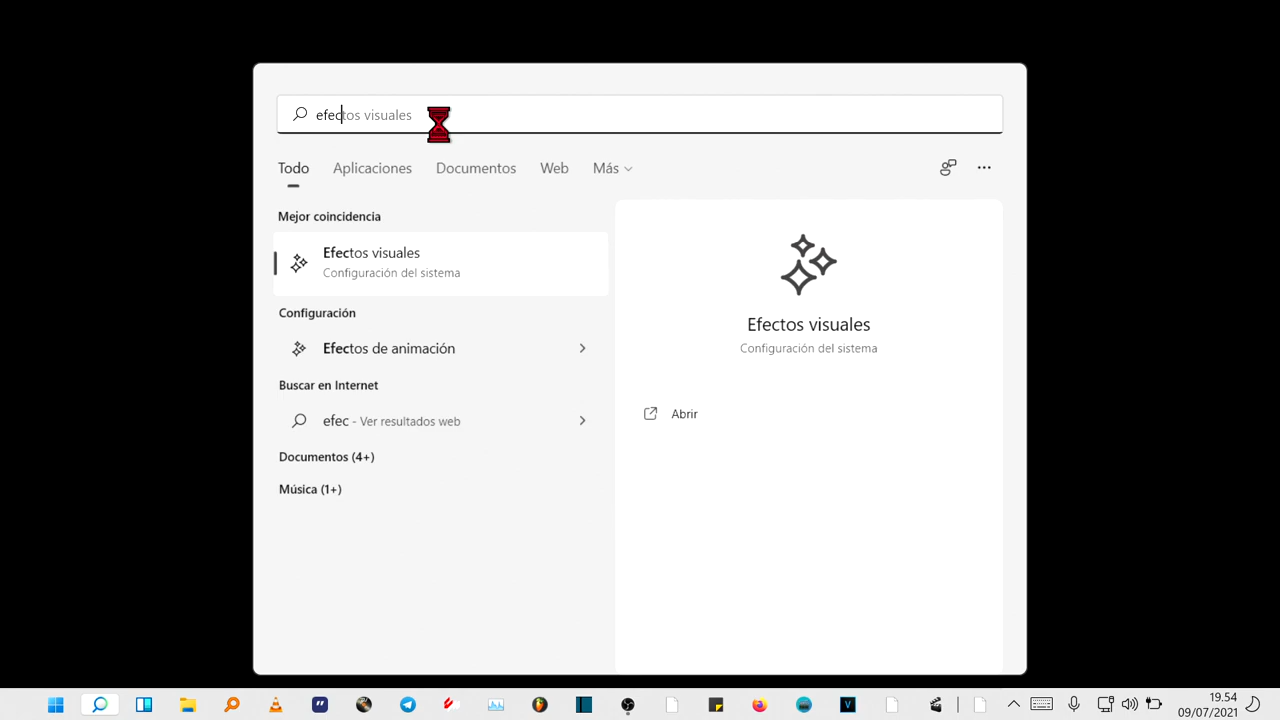 efectos visuales
Todo Aplicaciones Documentos Web Más
Mejor coincidencia
Efectos visuales
Configuración del sistema
Configuración
Efectos de animación
Buscar en Internet
efec - Ver resultados web
Documentos (4+)
Música (1+)
Efectos visuales
Configuración del sistema
Abrir
19.54
09/07/2021